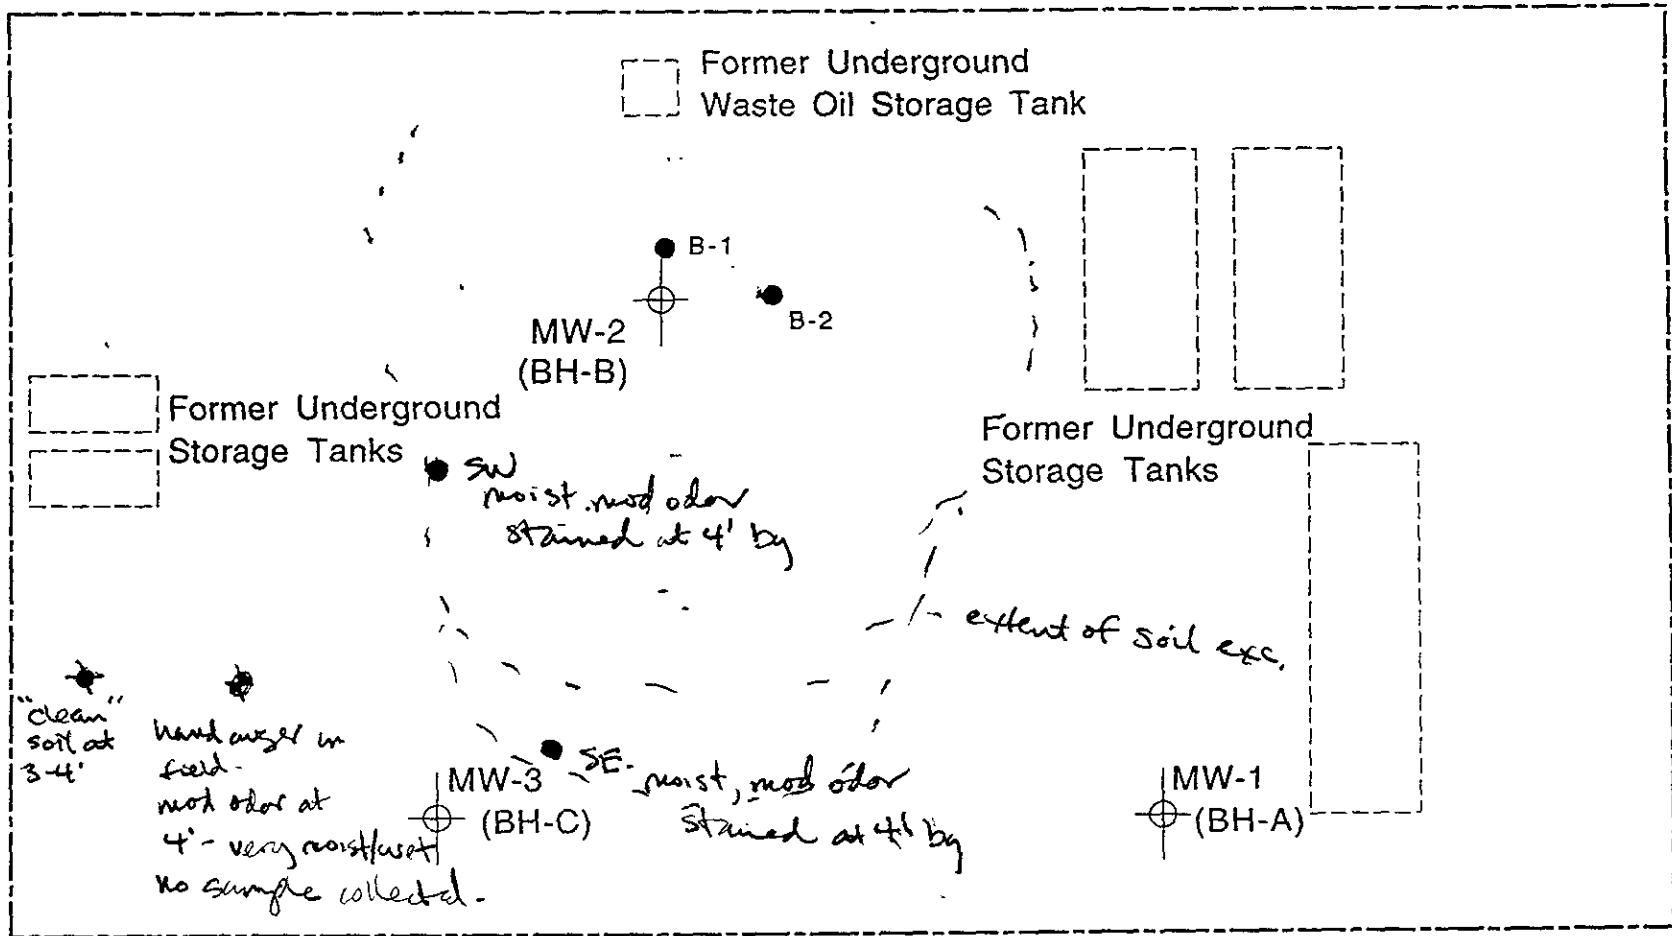 Former Underground
Waste Oil Storage Tank
B-1
B-2
MW-2
(BH-B)
Former Underground
Storage Tanks
Former Underground
Storage Tanks
SW
moist. mod odor
stained at 4' bg
extent of soil exc.
"clean"
soil at
3-4'
hand auger in
field-
mod odor at
4' - very moist/wet
no sample collected.
SE-
moist, mod odor
stained at 4' bg
MW-3
(BH-C)
MW-1
(BH-A)